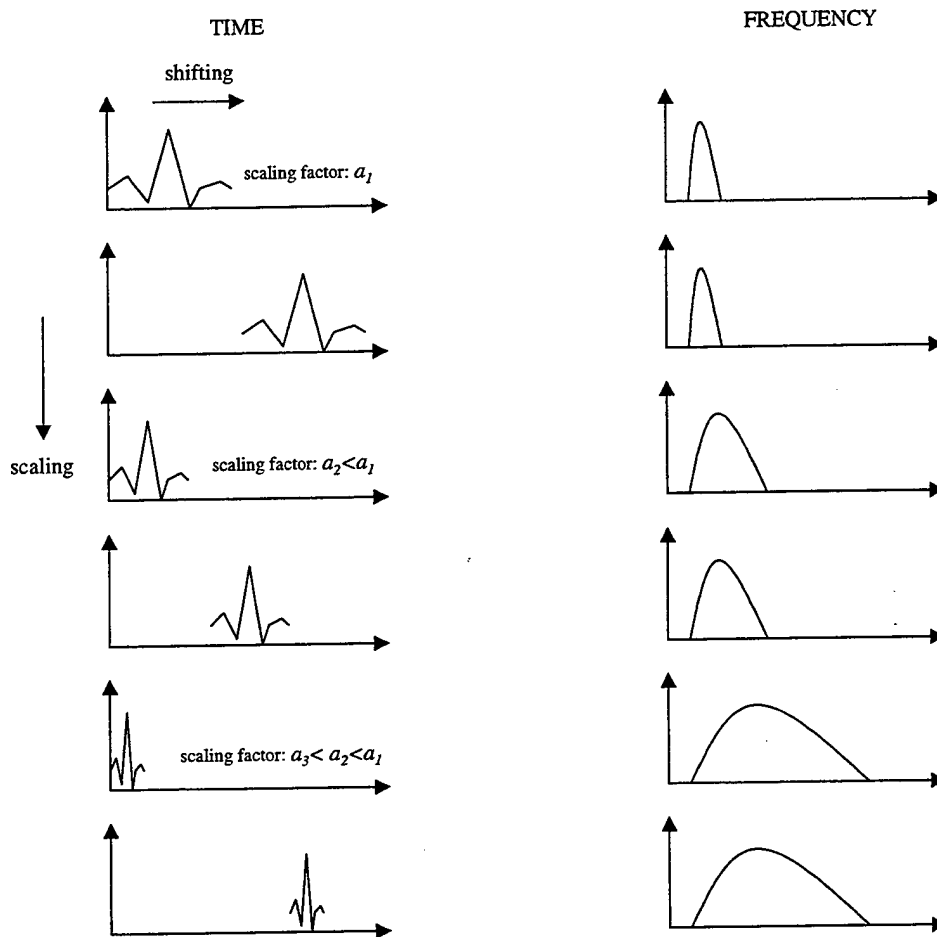 TIME
FREQUENCY
shifting
scaling factor: a1
scaling
scaling factor: a2<a1
scaling factor: a3< a2<a1